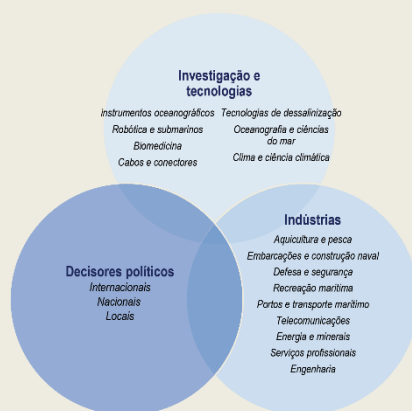 Investigação e
tecnologias
Instrumentos oceanográficos
Robótica e submarinos
Biomedicina
Cabos e conectores
Tecnologias de dessalinização
Oceanografia e ciências
do mar
Clima e ciência climática
Decisores políticos
Internacionais
Nacionais
Locais
Indústrias
Aquicultura e pesca
Embarcações e construção naval
Defesa e segurança
Recreação marítima
Portos e transporte marítimo
Telecomunicações
Energia e minerais
Serviços profissionais
Engenharia